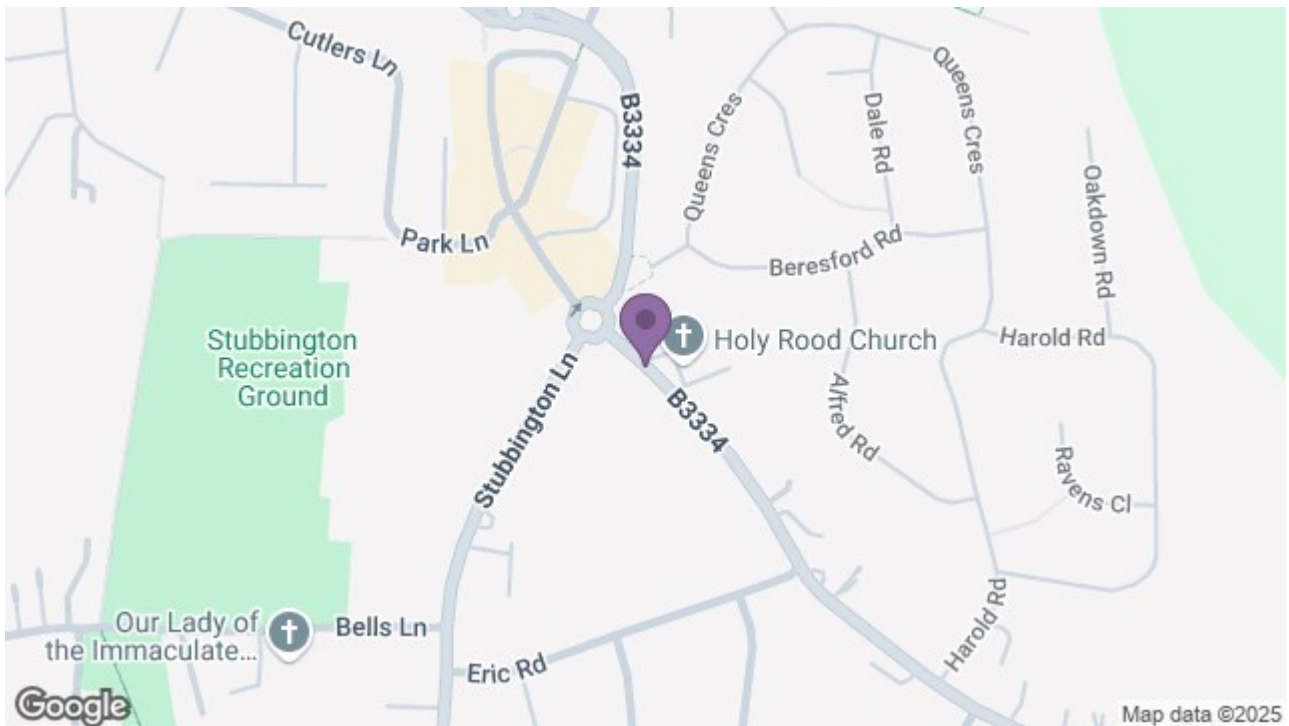 Cutlers Ln
B3334
Queens Cres
Dale Rd
Queens Cres
Oakdown Rd
Park Ln
Beresford Rd
Stubbington
Recreation
Ground
Holy Rood Church
Harold Rd
Stubbington Ln
B3334
Alfred Rd
Ravens Cl
Our Lady of
the Immaculate...
Bells Ln
Eric Rd
Harold Rd
Google
Map data ©2025